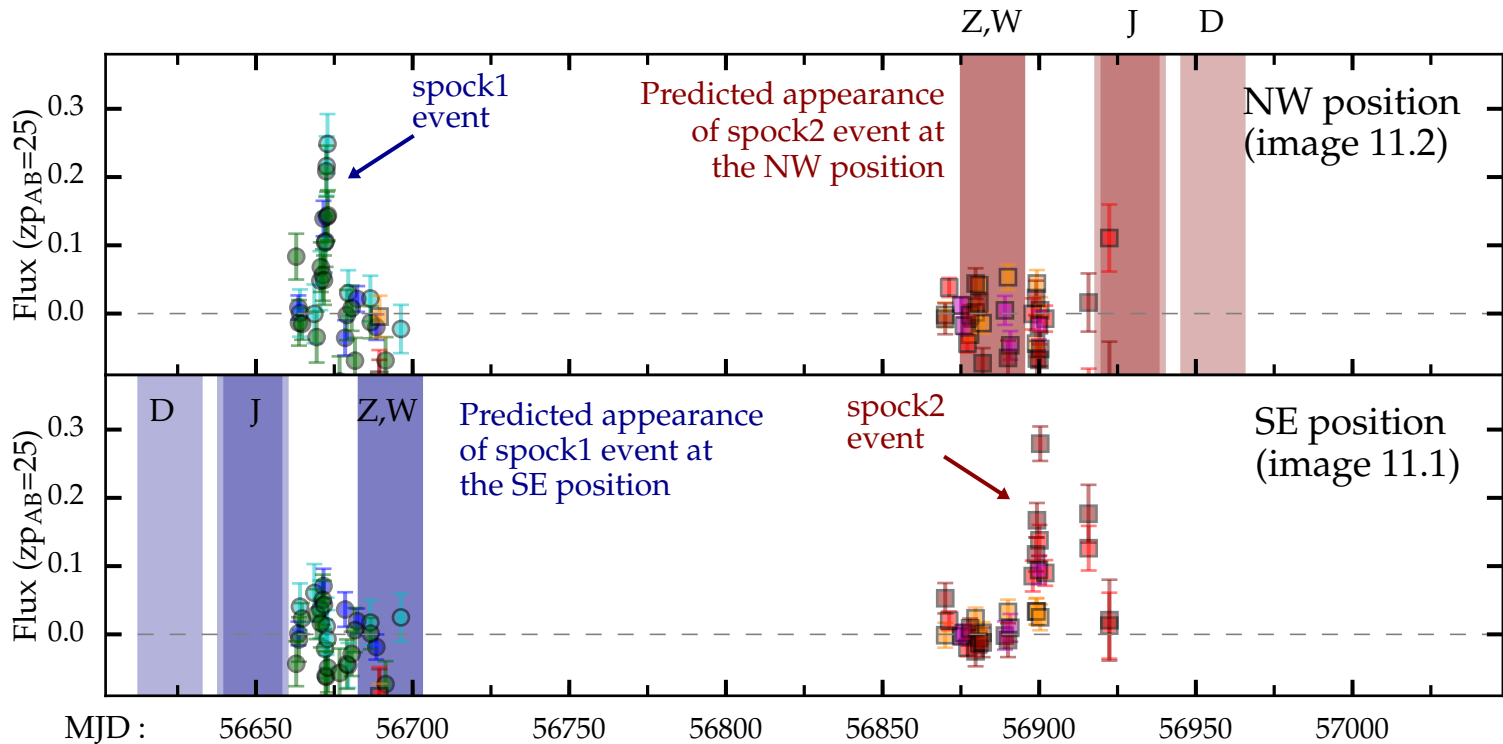 Z,W J D
Flux (zpAB=25)
0.3
0.2
0.1
0.0
spock1
event
Predicted appearance
of spock2 event at
the NW position
NW position
(image 11.2)
Flux (zpAB=25)
0.3
0.2
0.1
0.0
D J Z,W
Predicted appearance
of spock1 event at
the SE position
spock2
event
SE position
(image 11.1)
MJD : 56650 56700 56750 56800 56850 56900 56950 57000